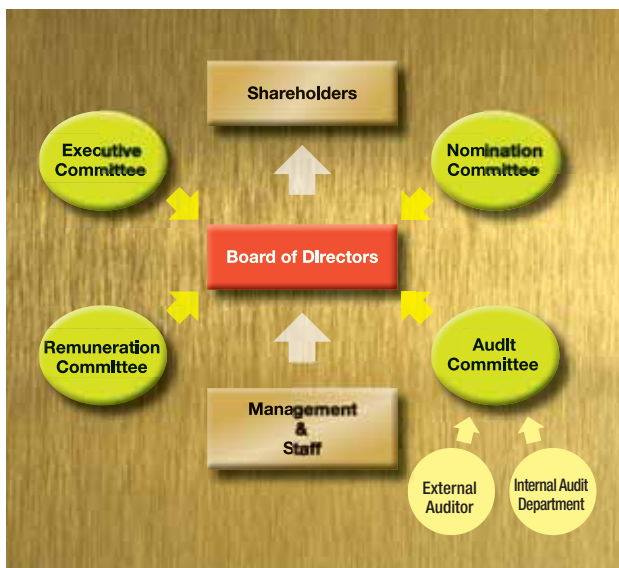 Shareholders
Executive
Committee
Nomination
Committee
Board of Directors
Remuneration
Committee
Audit
Committee
Management
&
Staff
External
Auditor
Internal Audit
Department